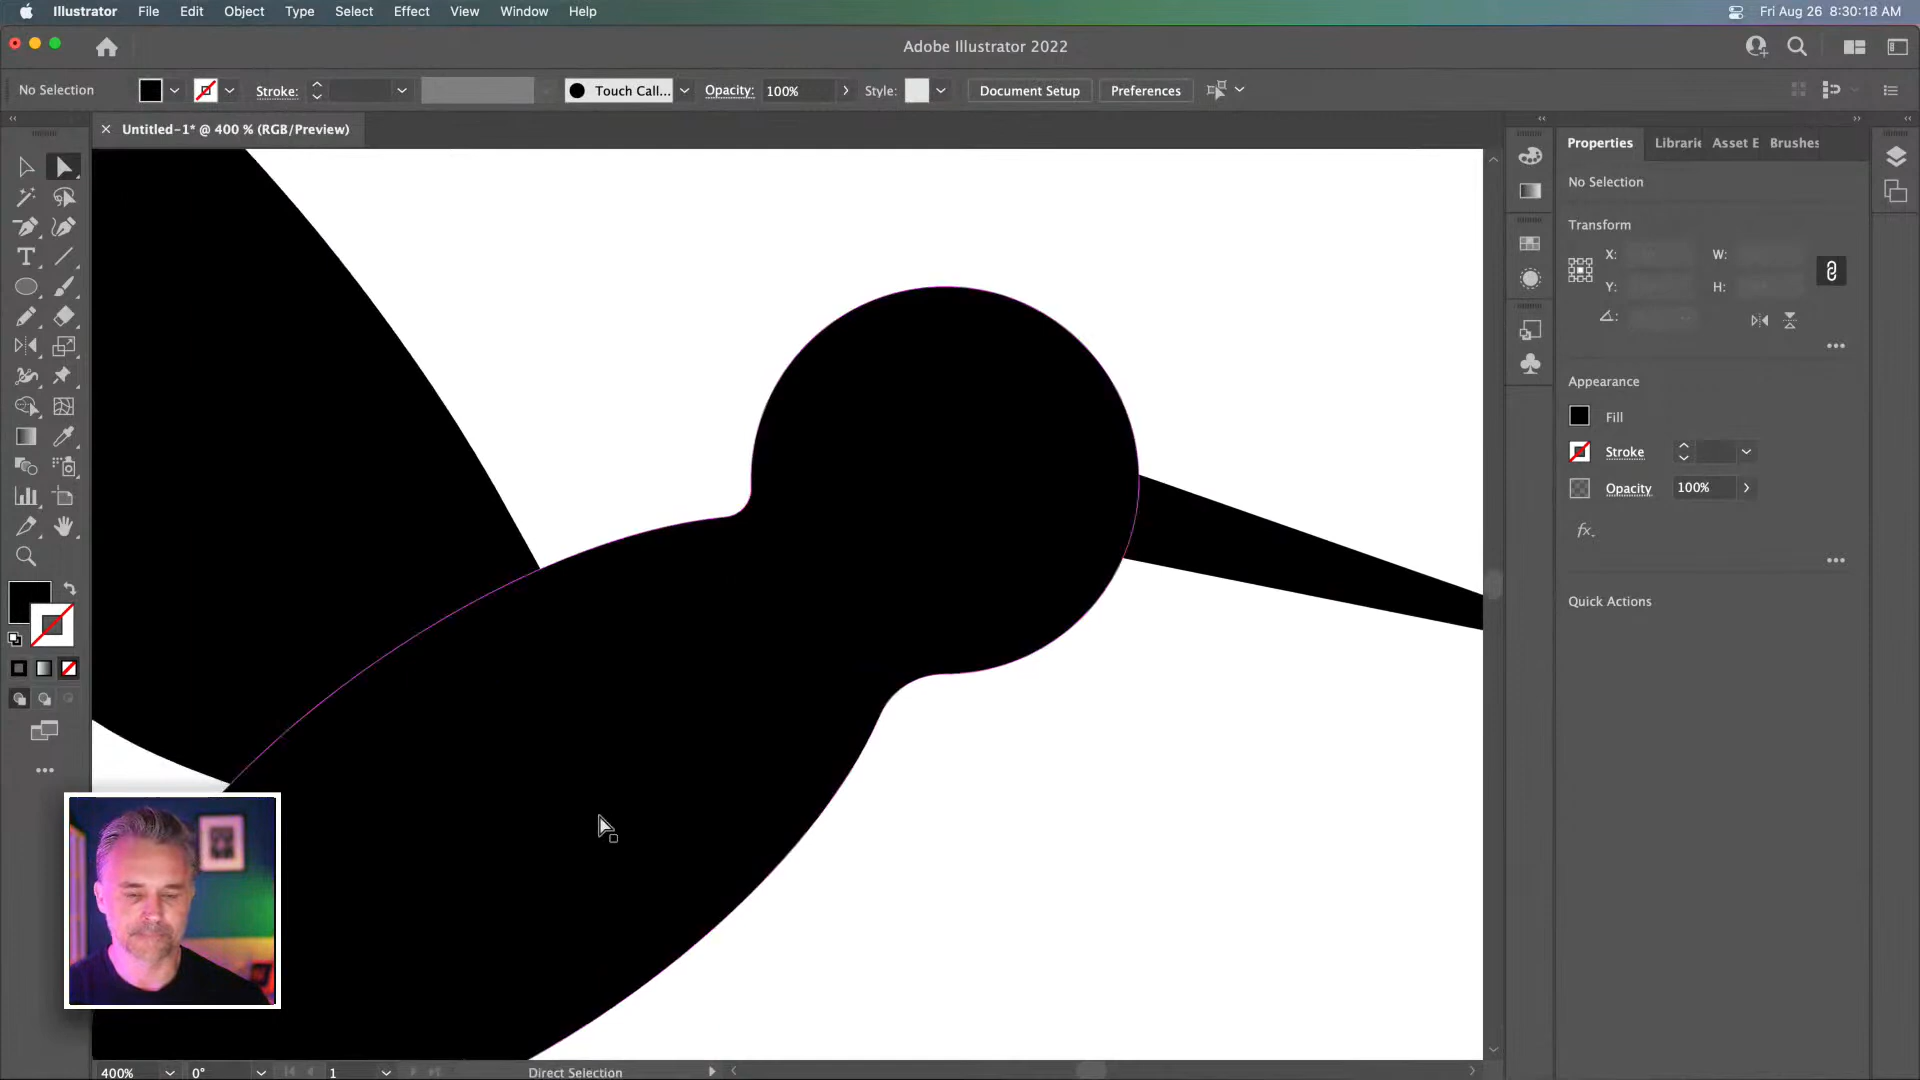 Illustrator File Edit Object Type Select Effect View Window Help Fri Aug 26 8:30:18 AM
Adobe Illustrator 2022
No Selection Stroke: Touch Call... Opacity: 100% Style: Document Setup Preferences
Untitled-1* @ 400 % (RGB/Preview)
Properties Librarie Asset E Brushes
No Selection
Transform
X: W:
Y: H:
Appearance
Fill
Stroke
Opacity 100%
fx.
Quick Actions
400% 0° 1 Direct Selection